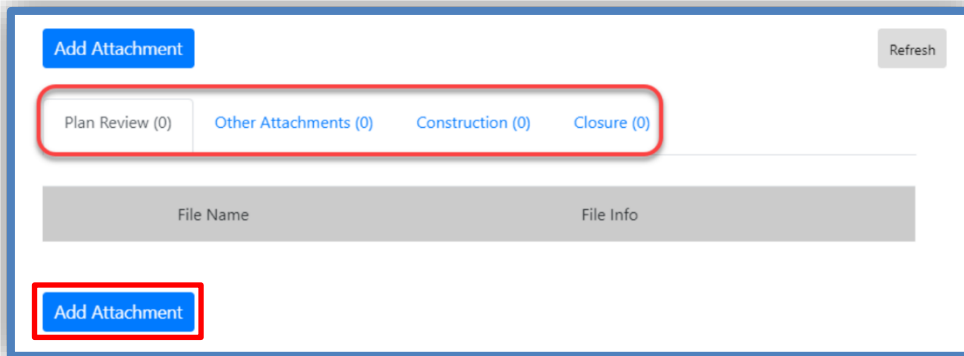 Add Attachment Refresh
Plan Review (0) Other Attachments (0) Construction (0) Closure (0)
File Name File Info
Add Attachment